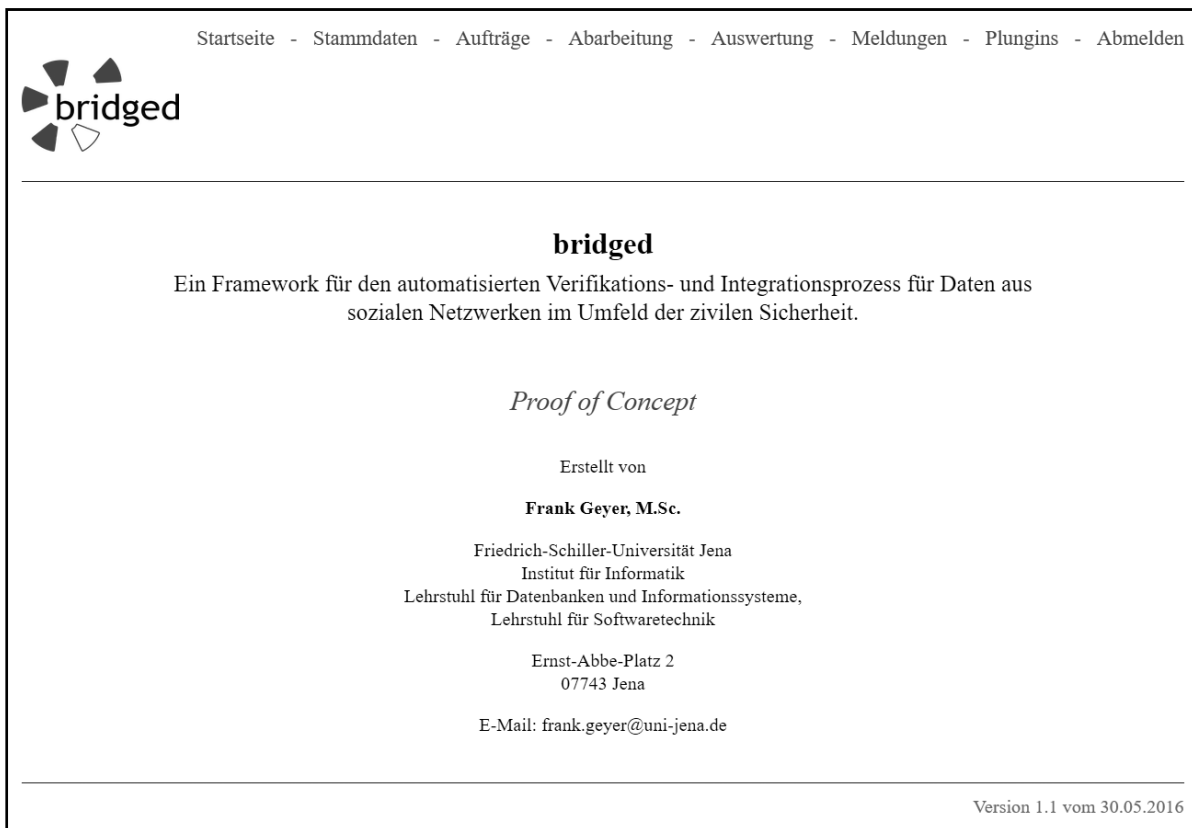 Startseite - Stammdaten - Aufträge - Abarbeitung - Auswertung - Meldungen - Plungins - Abmelden
bridged
bridged
Ein Framework für den automatisierten Verifikations- und Integrationsprozess für Daten aus
sozialen Netzwerken im Umfeld der zivilen Sicherheit.
Proof of Concept
Erstellt von
Frank Geyer, M.Sc.
Friedrich-Schiller-Universität Jena
Institut für Informatik
Lehrstuhl für Datenbanken und Informationssysteme,
Lehrstuhl für Softwaretechnik
Ernst-Abbe-Platz 2
07743 Jena
E-Mail: frank.geyer@uni-jena.de
Version 1.1 vom 30.05.2016